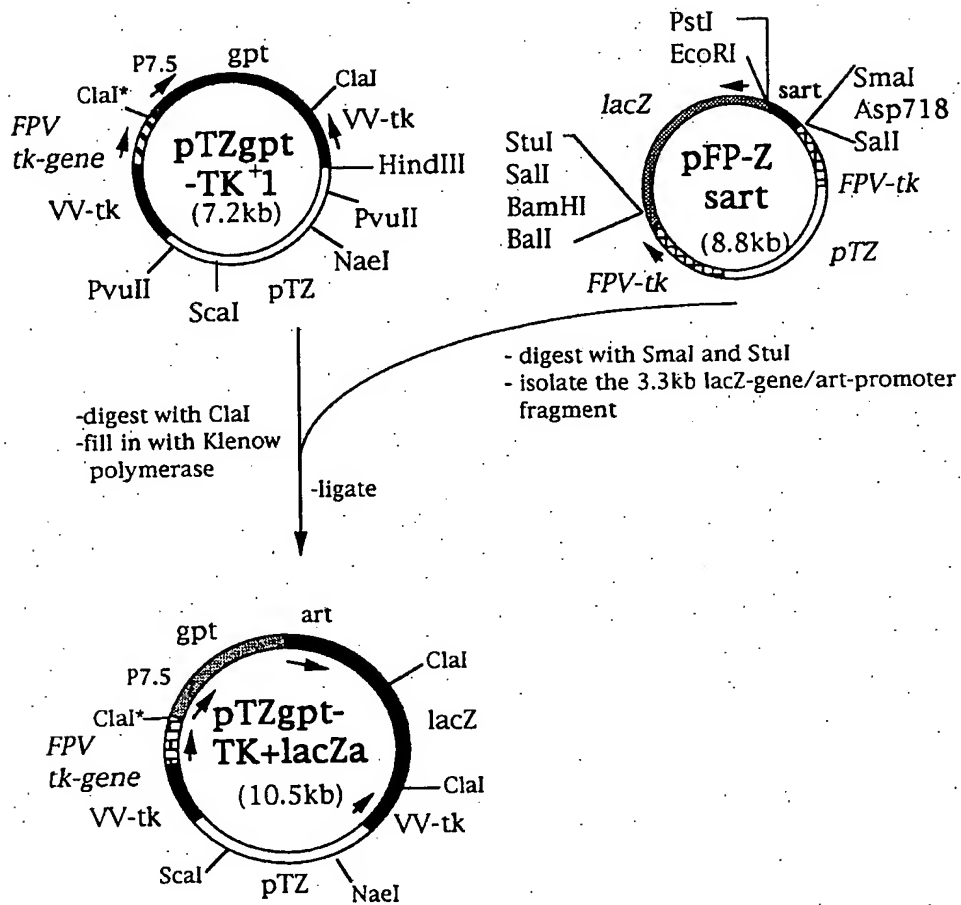 P7.5
gpt
ClaI*
ClaI
FPV
tk-gene
VV-tk
pTZgpt
-TK+1
(7.2kb)
HindIII
VV-tk
PvuII
NaeI
PvuII
ScaI
pTZ
PstI
EcoRI
sart
SmaI
Asp718
SalI
lacZ
StuI
SalI
BamHI
BalI
pFP-Z
sart
(8.8kb)
FPV-tk
pTZ
FPV-tk
-digest with ClaI
-fill in with Klenow
polymerase
- digest with SmaI and StuI
- isolate the 3.3kb lacZ-gene/art-promoter
fragment
-ligate
art
gpt
P7.5
ClaI
ClaI*
lacZ
FPV
tk-gene
pTZgpt-
TK+lacZa
(10.5kb)
ClaI
VV-tk
VV-tk
ScaI
pTZ
NaeI